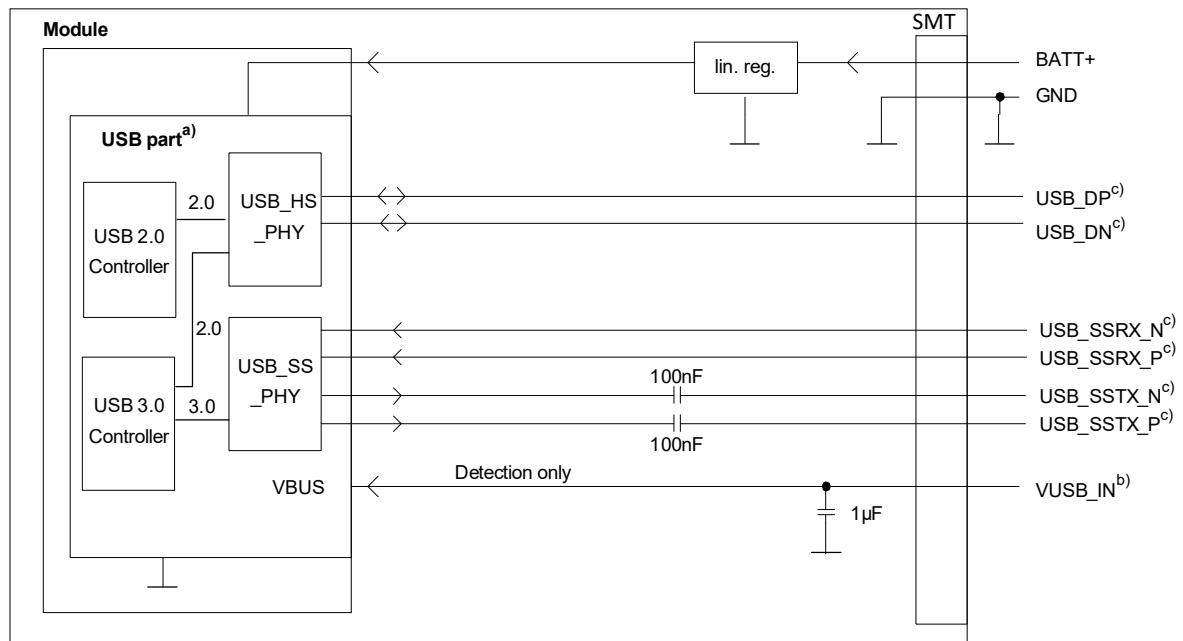 Module
SMT
lin. reg.
BATT+
GND
USB part a)
USB 2.0
Controller
2.0
USB_HS
_PHY
USB_DP c)
USB_DN c)
2.0
USB 3.0
Controller
3.0
USB_SS
_PHY
USB_SSRX_N c)
USB_SSRX_P c)
100nF
USB_SSTX_N c)
USB_SSTX_P c)
100nF
VBUS
Detection only
VUSB_IN b)
1µF